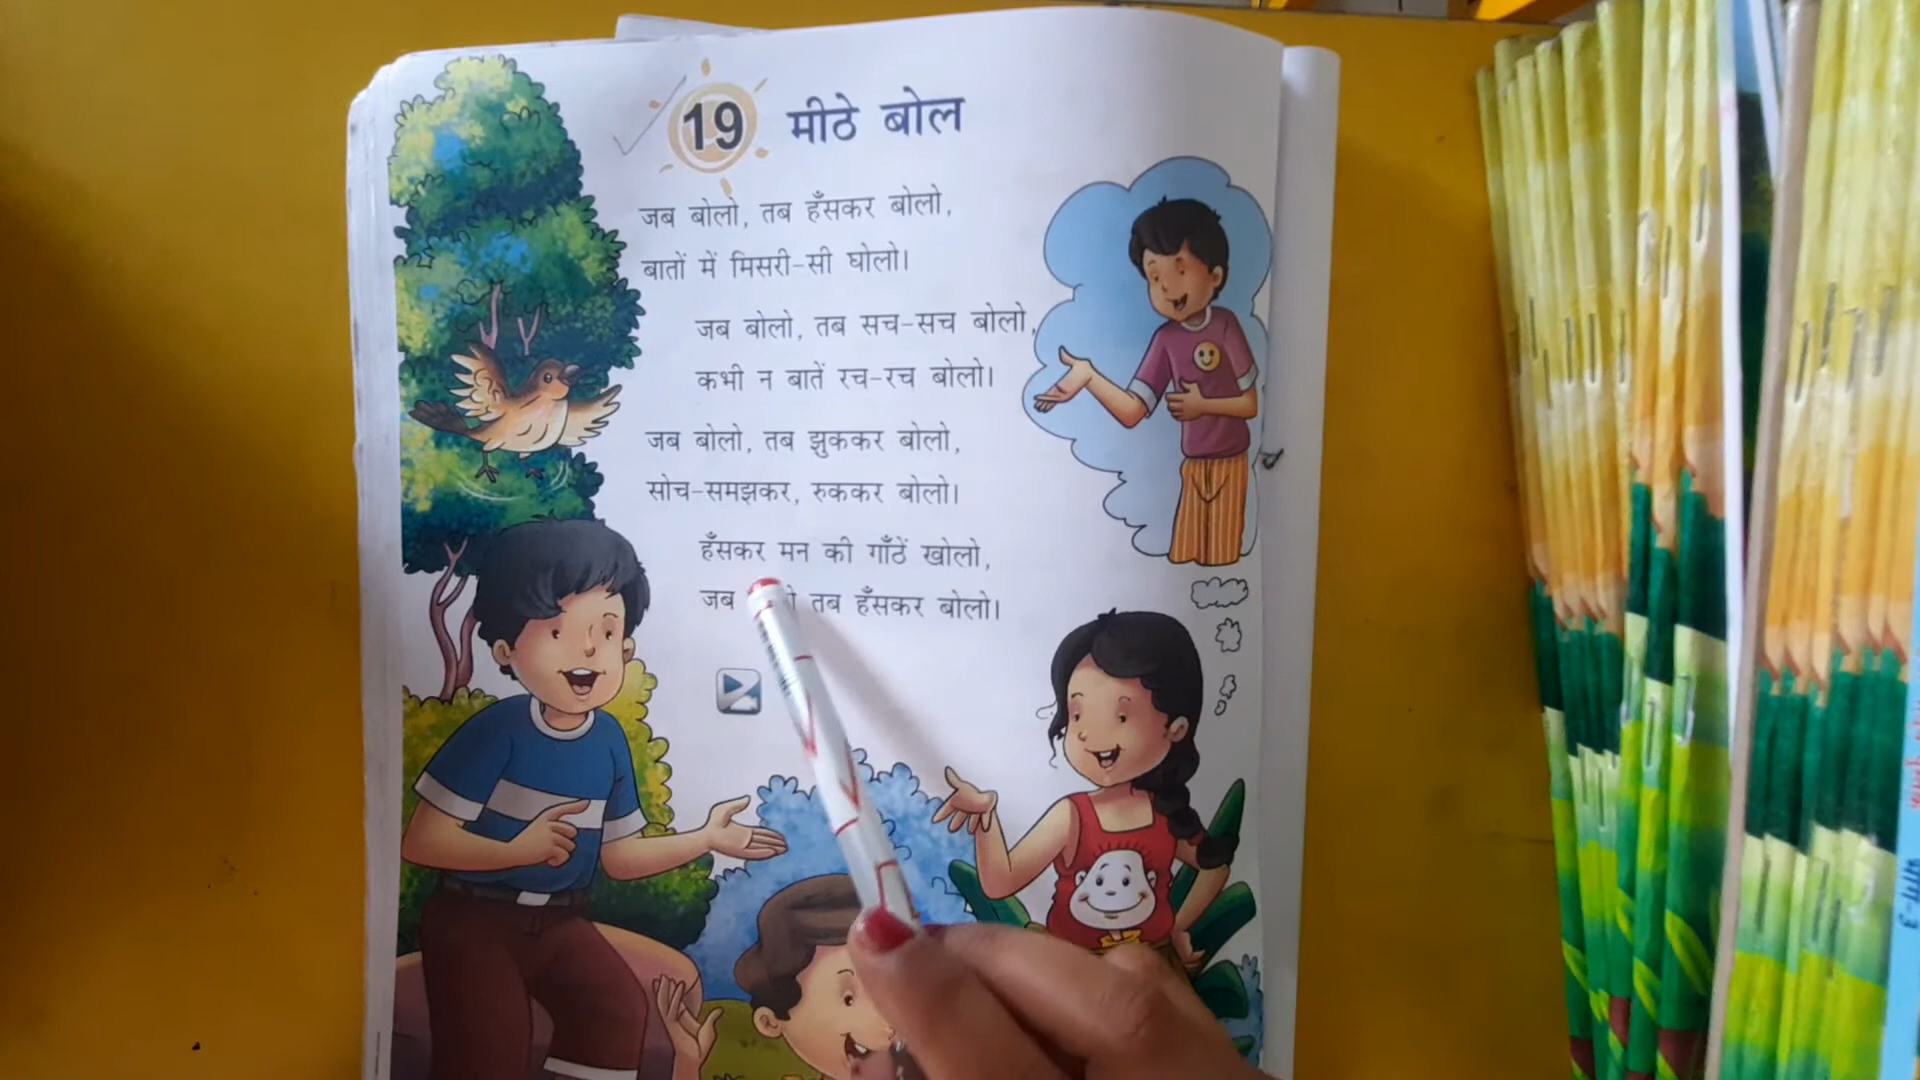 19 मीठे बोल
जब बोलो, तब हँसकर बोलो,
बातों में मिसरी-सी घोलो।
जब बोलो, तब सच-सच बोलो,
कभी न बातें रच-रच बोलो।
जब बोलो, तब झुककर बोलो,
सोच-समझकर, रुककर बोलो।
हँसकर मन की गाँठें खोलो,
जब तब हँसकर बोलो।